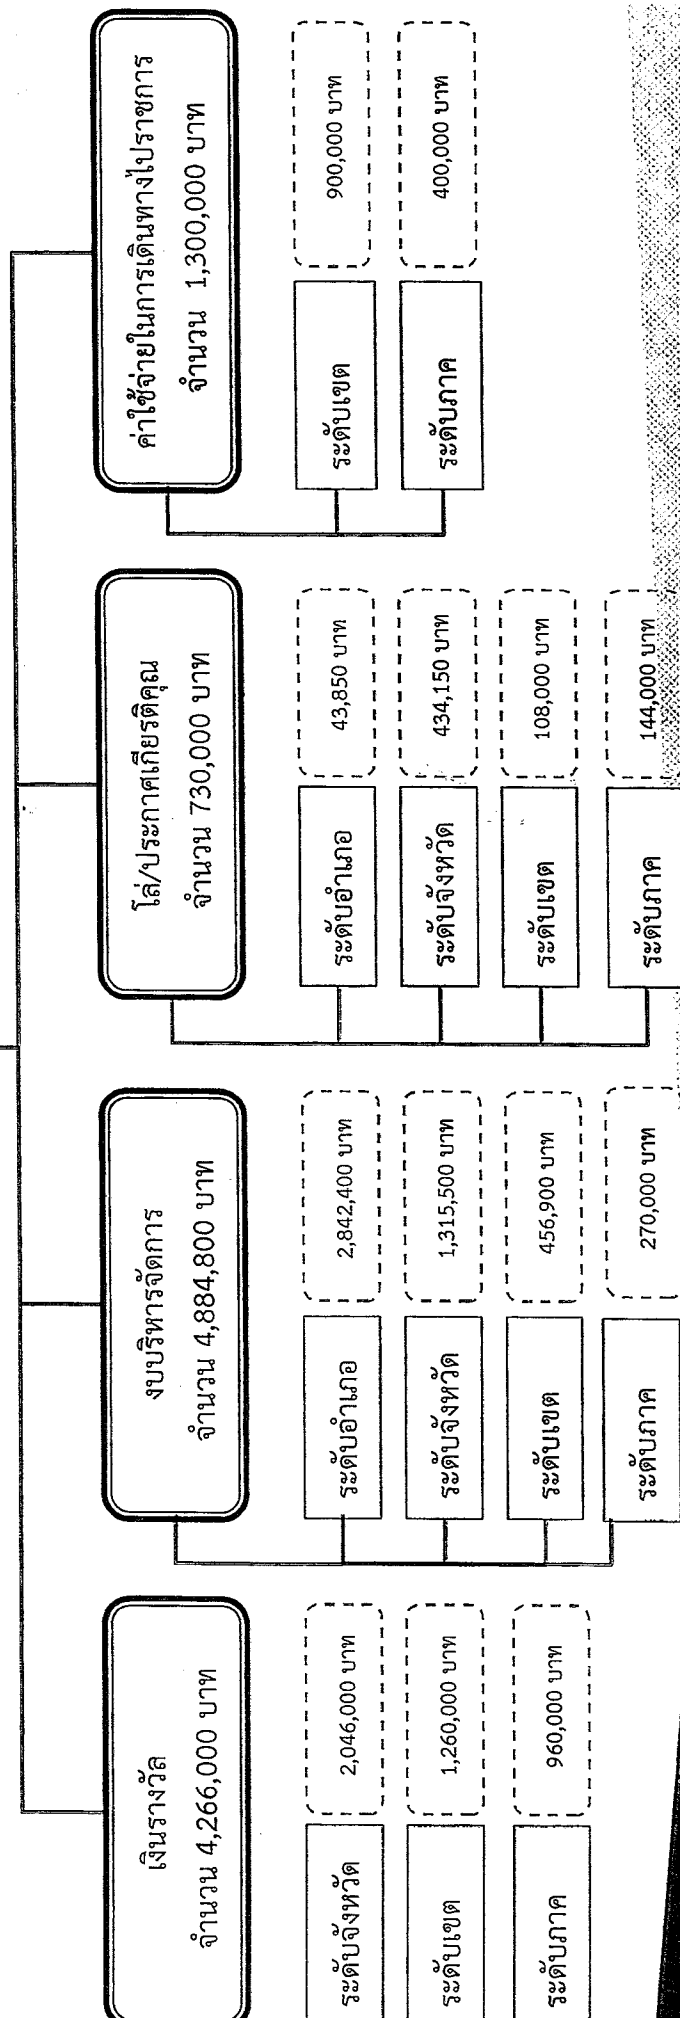 เงินรางวัล
จำนวน 4,266,000 บาท
ระดับจังหวัด
2,046,000 บาท
ระดับเขต
1,260,000 บาท
ระดับภาค
960,000 บาท
งบบริหารจัดการ
จำนวน 4,884,800 บาท
ระดับอำเภอ
2,842,400 บาท
ระดับจังหวัด
1,315,500 บาท
ระดับเขต
456,900 บาท
ระดับภาค
270,000 บาท
โล่/ประกาศเกียรติคุณ
จำนวน 730,000 บาท
ระดับอำเภอ
43,850 บาท
ระดับจังหวัด
434,150 บาท
ระดับเขต
108,000 บาท
ระดับภาค
144,000 บาท
ค่าใช้จ่ายในการเดินทางไปราชการ
จำนวน 1,300,000 บาท
ระดับเขต
900,000 บาท
ระดับภาค
400,000 บาท